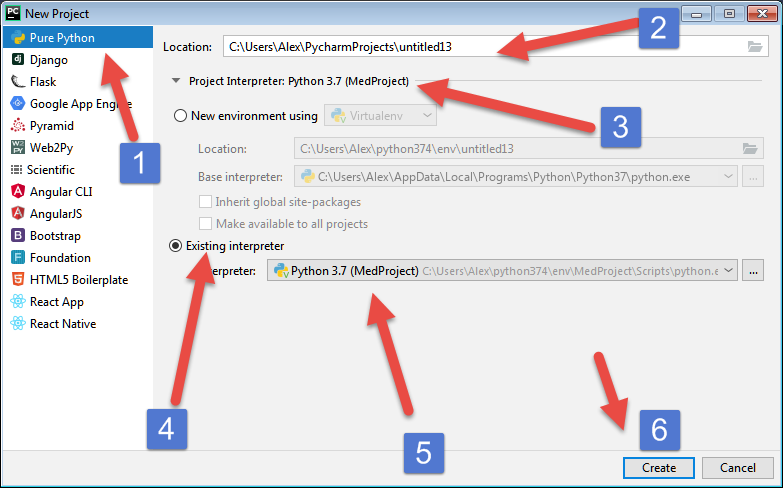 PC New Project
Pure Python
Django
Flask
Google App Engine
Pyramid
Web2Py
Scientific
Angular CLI
AngularJS
Bootstrap
Foundation
HTML5 Boilerplate
React App
React Native
1
Location: C:\Users\Alex\PycharmProjects\untitled13
2
Project Interpreter: Python 3.7 (MedProject)
3
New environment using Virtualenv
Location: C:\Users\Alex\python374\env\untitled13
Base interpreter: C:\Users\Alex\AppData\Local\Programs\Python\Python37\python.exe ...
Inherit global site-packages
Make available to all projects
Existing interpreter
nterpreter: Python 3.7 (MedProject) C:\Users\Alex\python374\env\MedProject\Scripts\python.e ...
4
5
6
Create Cancel